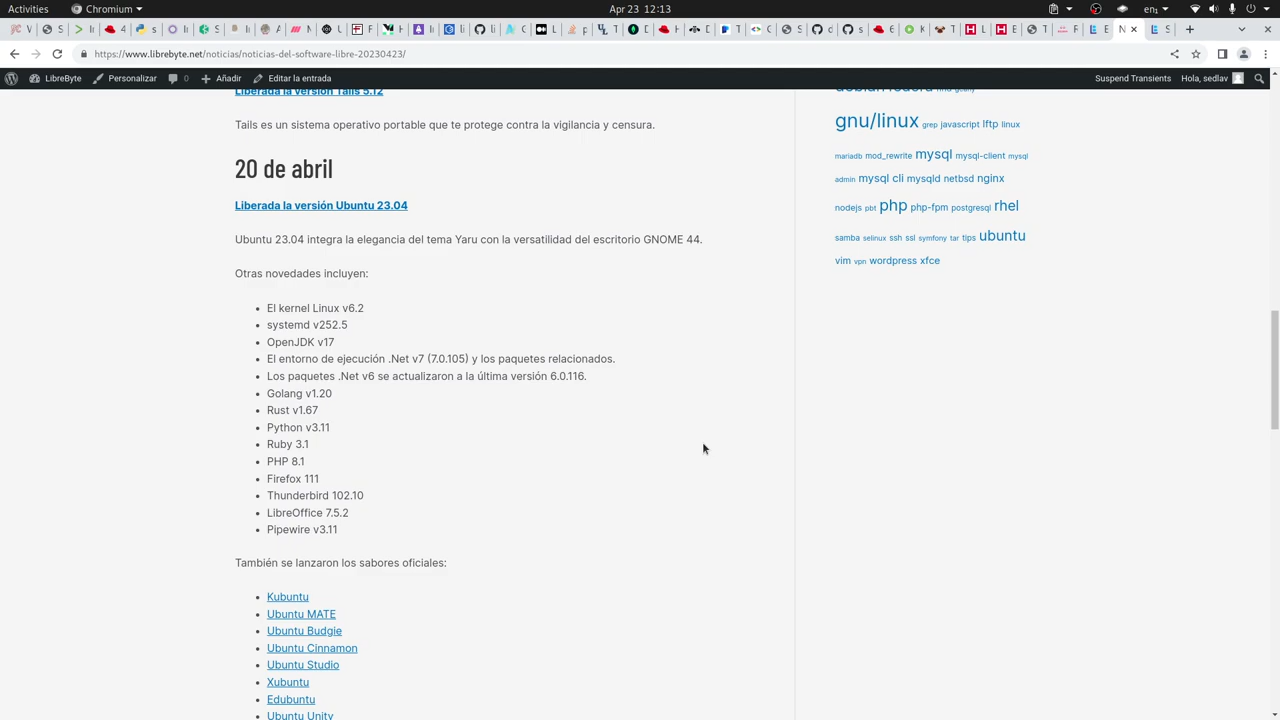 Activities
Chromium
Apr 23 12:13
en
https://www.librebyte.net/noticias/noticias-del-software-libre-20230423/
LibreByte
Personalizar
0
Añadir
Editar la entrada
Suspend Transients
Hola, sedlav
Liberada la versión Tails 5.12
Tails es un sistema operativo portable que te protege contra la vigilancia y censura.
20 de abril
Liberada la versión Ubuntu 23.04
Ubuntu 23.04 integra la elegancia del tema Yaru con la versatilidad del escritorio GNOME 44.
Otras novedades incluyen:
El kernel Linux v6.2
systemd v252.5
OpenJDK v17
El entorno de ejecución .Net v7 (7.0.105) y los paquetes relacionados.
Los paquetes .Net v6 se actualizaron a la última versión 6.0.116.
Golang v1.20
Rust v1.67
Python v3.11
Ruby 3.1
PHP 8.1
Firefox 111
Thunderbird 102.10
LibreOffice 7.5.2
Pipewire v3.11
También se lanzaron los sabores oficiales:
Kubuntu
Ubuntu MATE
Ubuntu Budgie
Ubuntu Cinnamon
Ubuntu Studio
Xubuntu
Edubuntu
Ubuntu Unity
debian fedora
gnu/linux grep javascript lftp linux
mariadb mod_rewrite mysql mysql-client mysql
admin mysql cli mysqld netbsd nginx
nodejs pbt php php-fpm postgresql rhel
samba selinux ssh ssl symfony tar tips ubuntu
vim vpn wordpress xfce